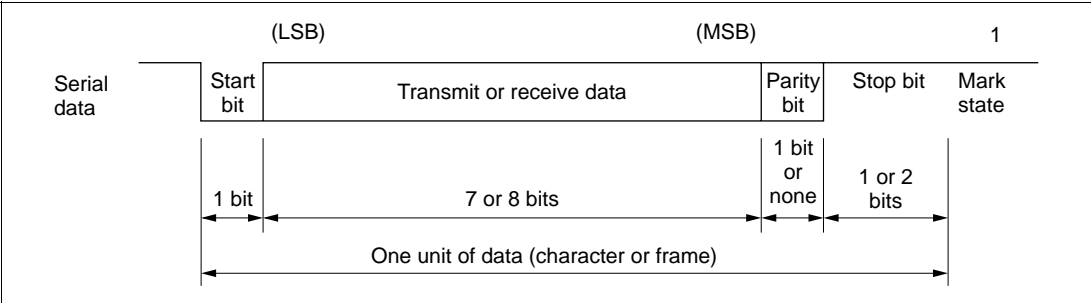 (LSB)
(MSB)
1
Serial
data
Start
bit
Transmit or receive data
Parity
bit
Stop bit
Mark
state
1 bit
7 or 8 bits
1 bit
or
none
1 or 2
bits
One unit of data (character or frame)